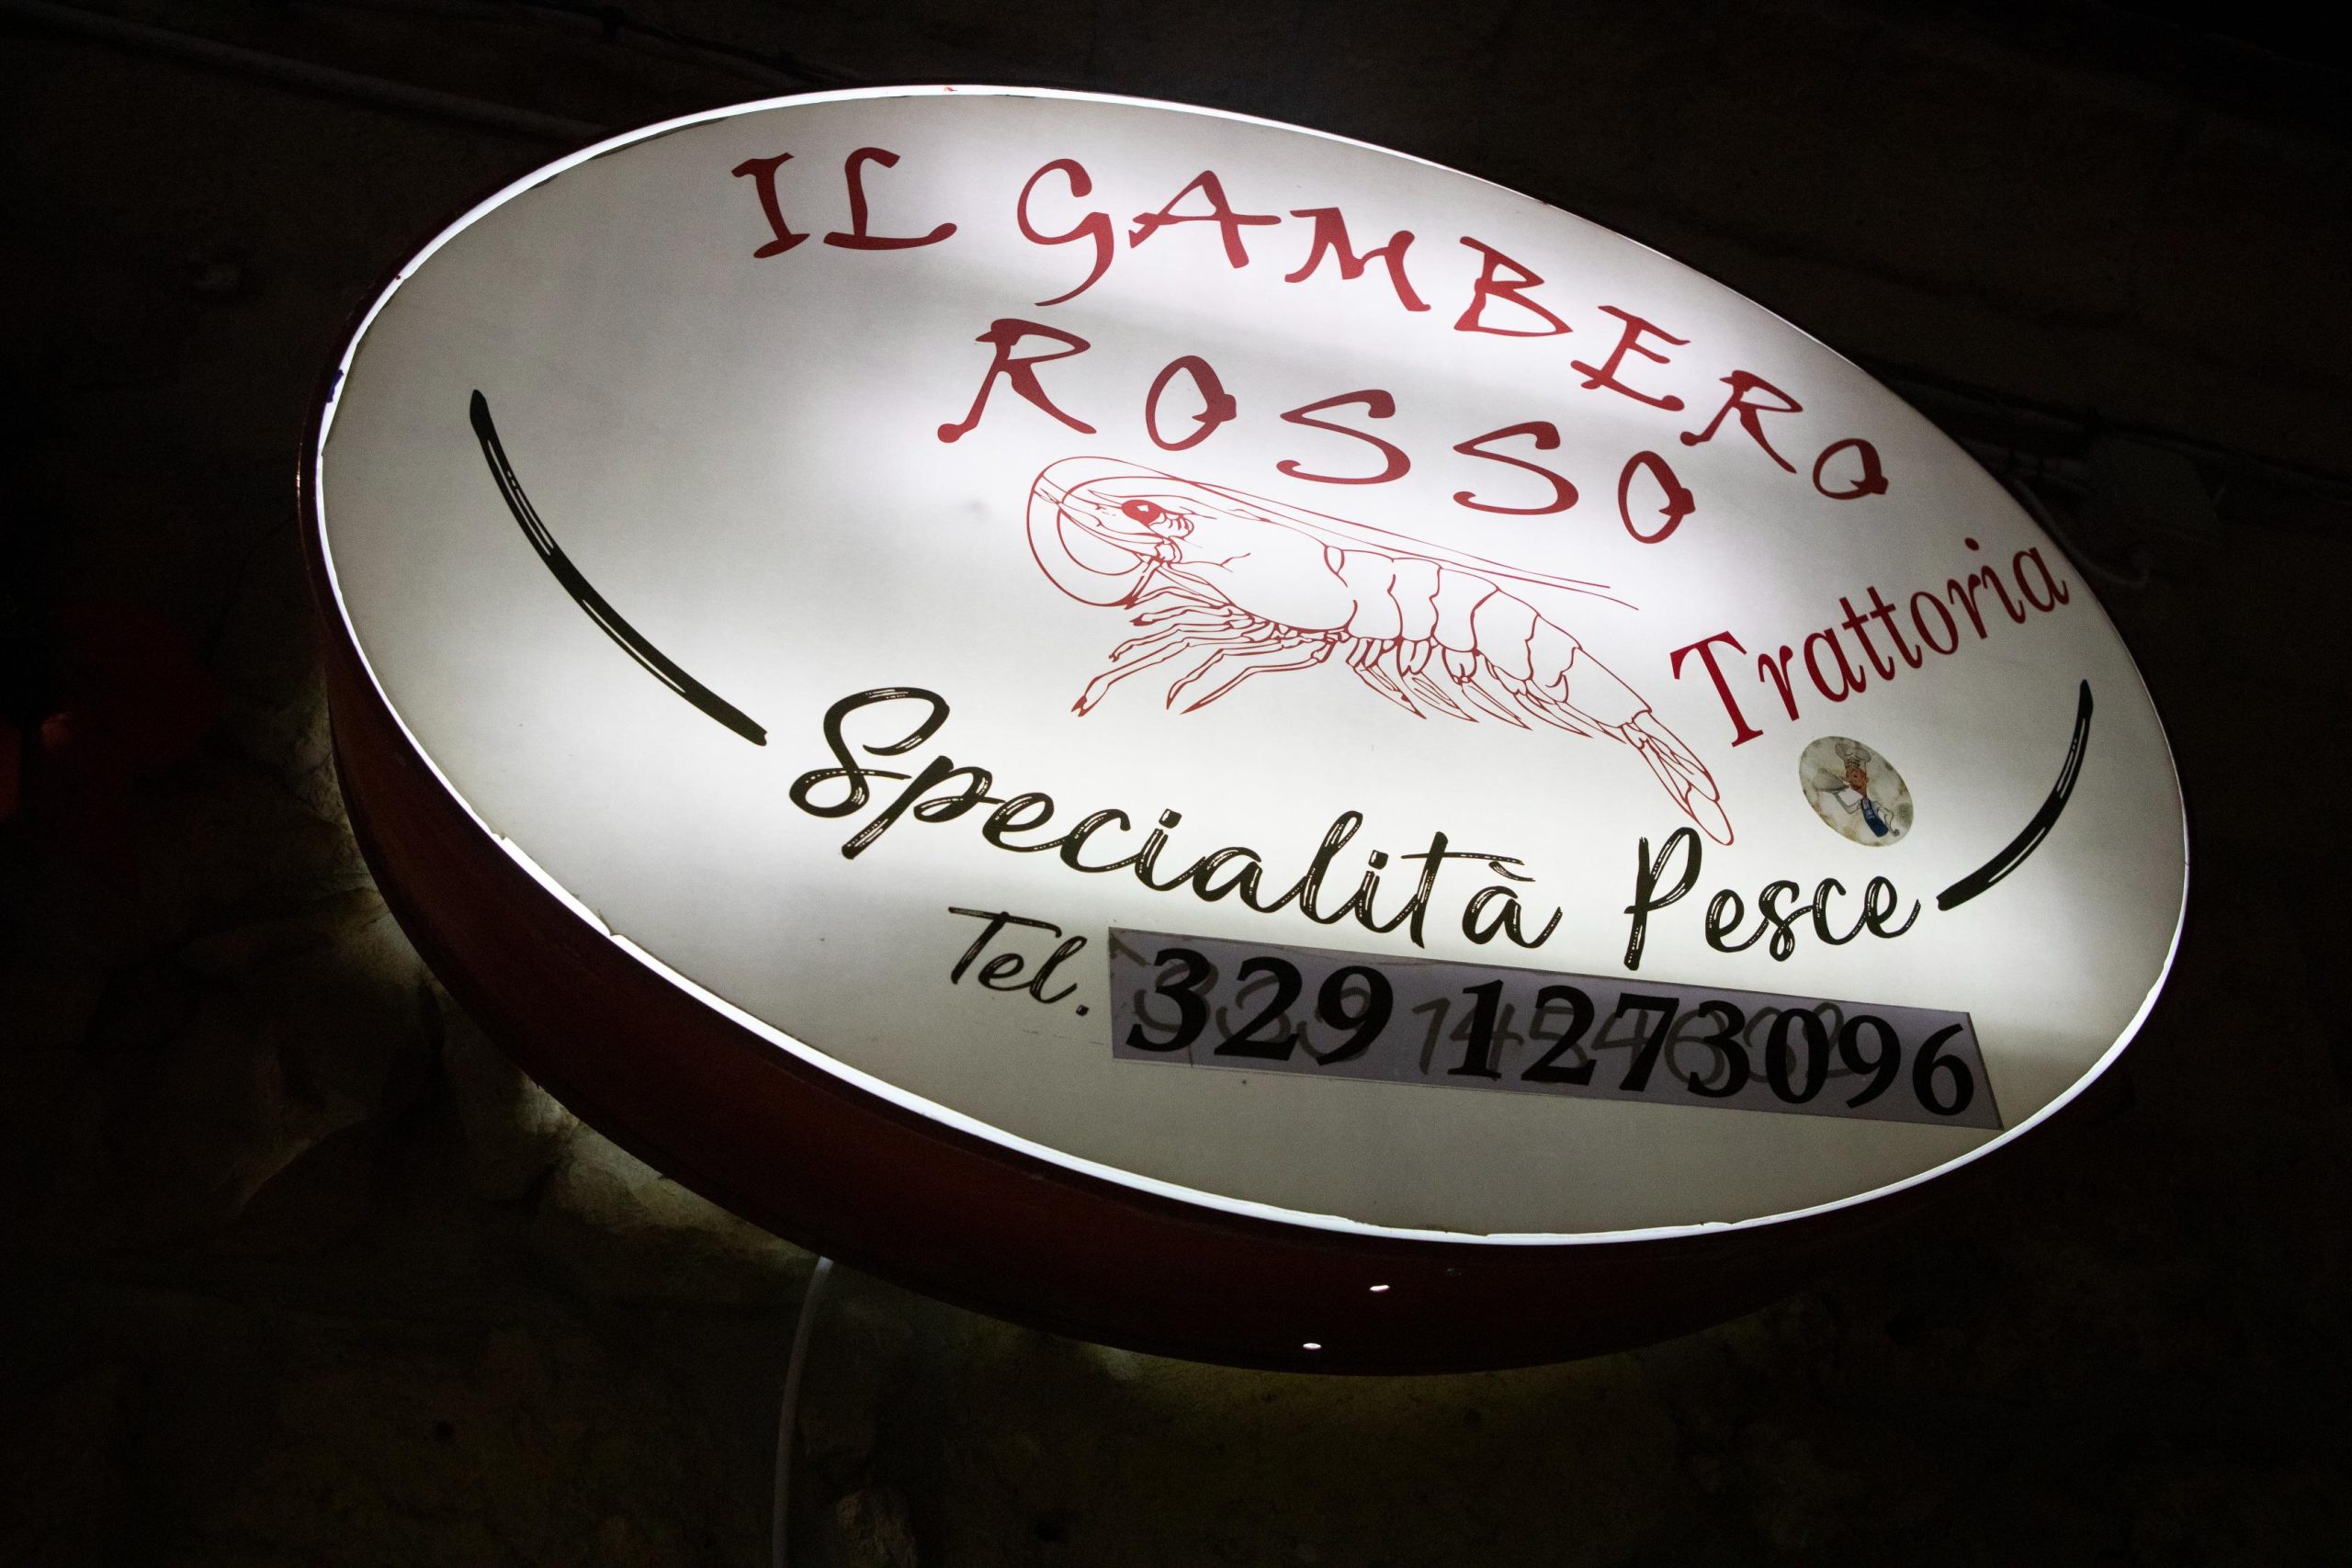 IL GAMBERO
ROSSO
Trattoria
Specialità Pesce
Tel. 329 1273096